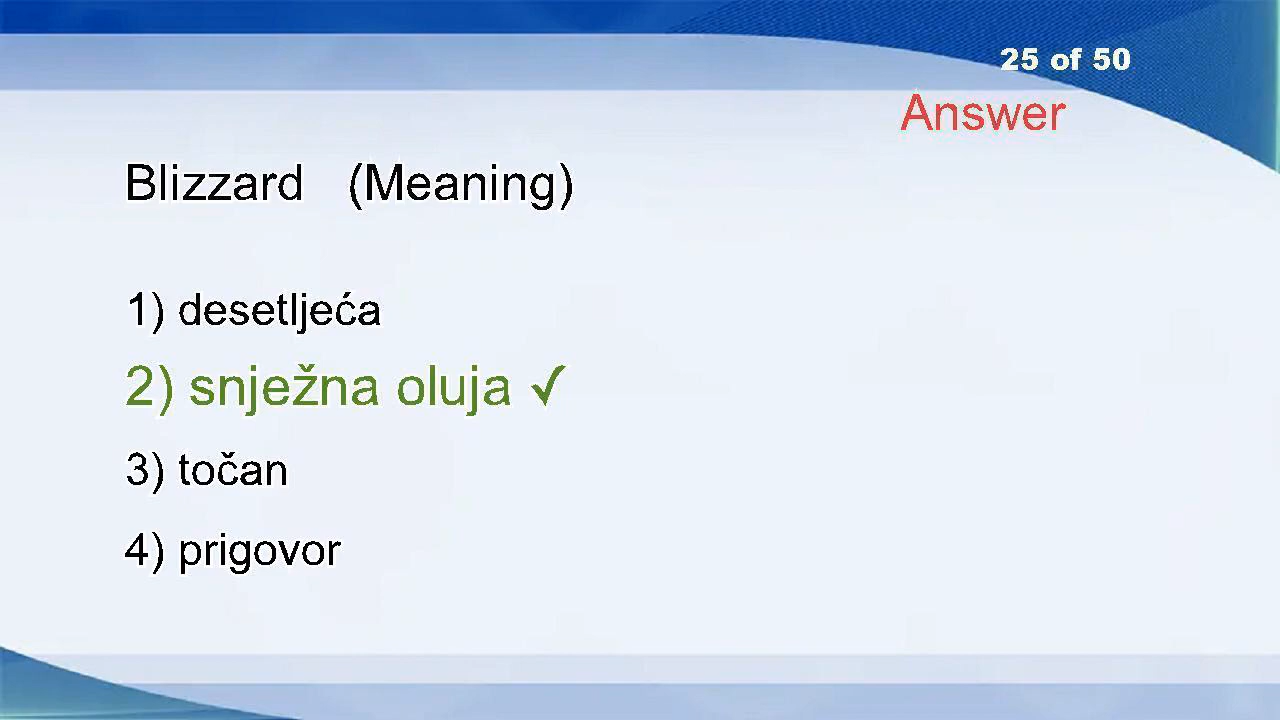 25 of 50
Answer
Blizzard (Meaning)
1) desetljeća
2) snježna oluja ✓
3) točan
4) prigovor